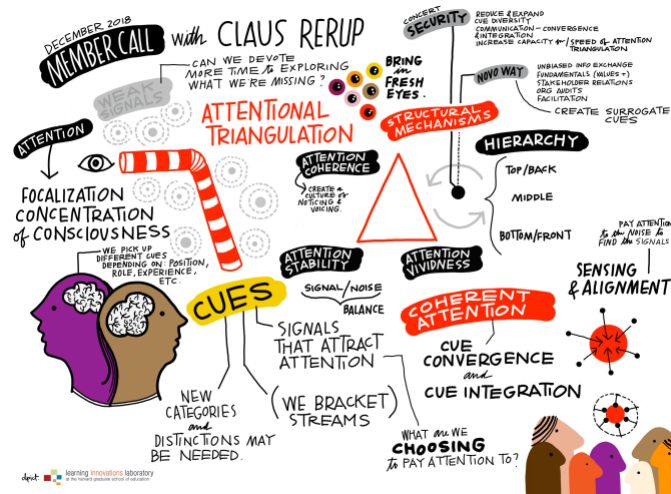 DECEMBER 2018
MEMBER CALL
with CLAUS RERUP
WEAK
SIGNALS
CAN WE DEVOTE
MORE TIME to EXPLORING
WHAT WE'RE MISSING?
BRING
in
FRESH
EYES.
ATTENTION
FOCALIZATION
CONCENTRATION
of CONSCIOUSNESS
ATTENTIONAL
TRIANGULATION
ATTENTION
COHERENCE
CREATE a
CULTURE of
NOTICING &
VOICING.
ATTENTION
STABILITY
SIGNAL/NOISE
BALANCE
ATTENTION
VIVIDNESS
CONCERT
SECURITY
REDUCE & EXPAND
CUE DIVERSITY
COMMUNICATION - CONVERGENCE
& INTEGRATION
INCREASE CAPACITY +/SPEED OF ATTENTION
TRIANGULATION
NOVO WAY
UNBIASED INFO EXCHANGE
FUNDAMENTALS (VALUES +)
STAKEHOLDER RELATIONS
ORG AUDITS
FACILITATION
CREATE SURROGATE
CUES
STRUCTURAL
MECHANISMS
HIERARCHY
TOP/BACK
MIDDLE
BOTTOM/FRONT
PAY ATTENTION
to the NOISE to
FIND the SIGNALS
SENSING
& ALIGNMENT
WE PICK UP
DIFFERENT CUES
DEPENDING ON: POSITION,
ROLE, EXPERIENCE,
ETC.
CUES
SIGNALS
THAT ATTRACT
ATTENTION
(WE BRACKET
STREAMS)
NEW
CATEGORIES
and
DISTINCTIONS MAY
BE NEEDED.
COHERENT
ATTENTION
CUE
CONVERGENCE
and
CUE INTEGRATION
WHAT are WE
CHOOSING
to PAY ATTENTION TO?
dpict.
learning innovations laboratory
at the harvard graduate school of education